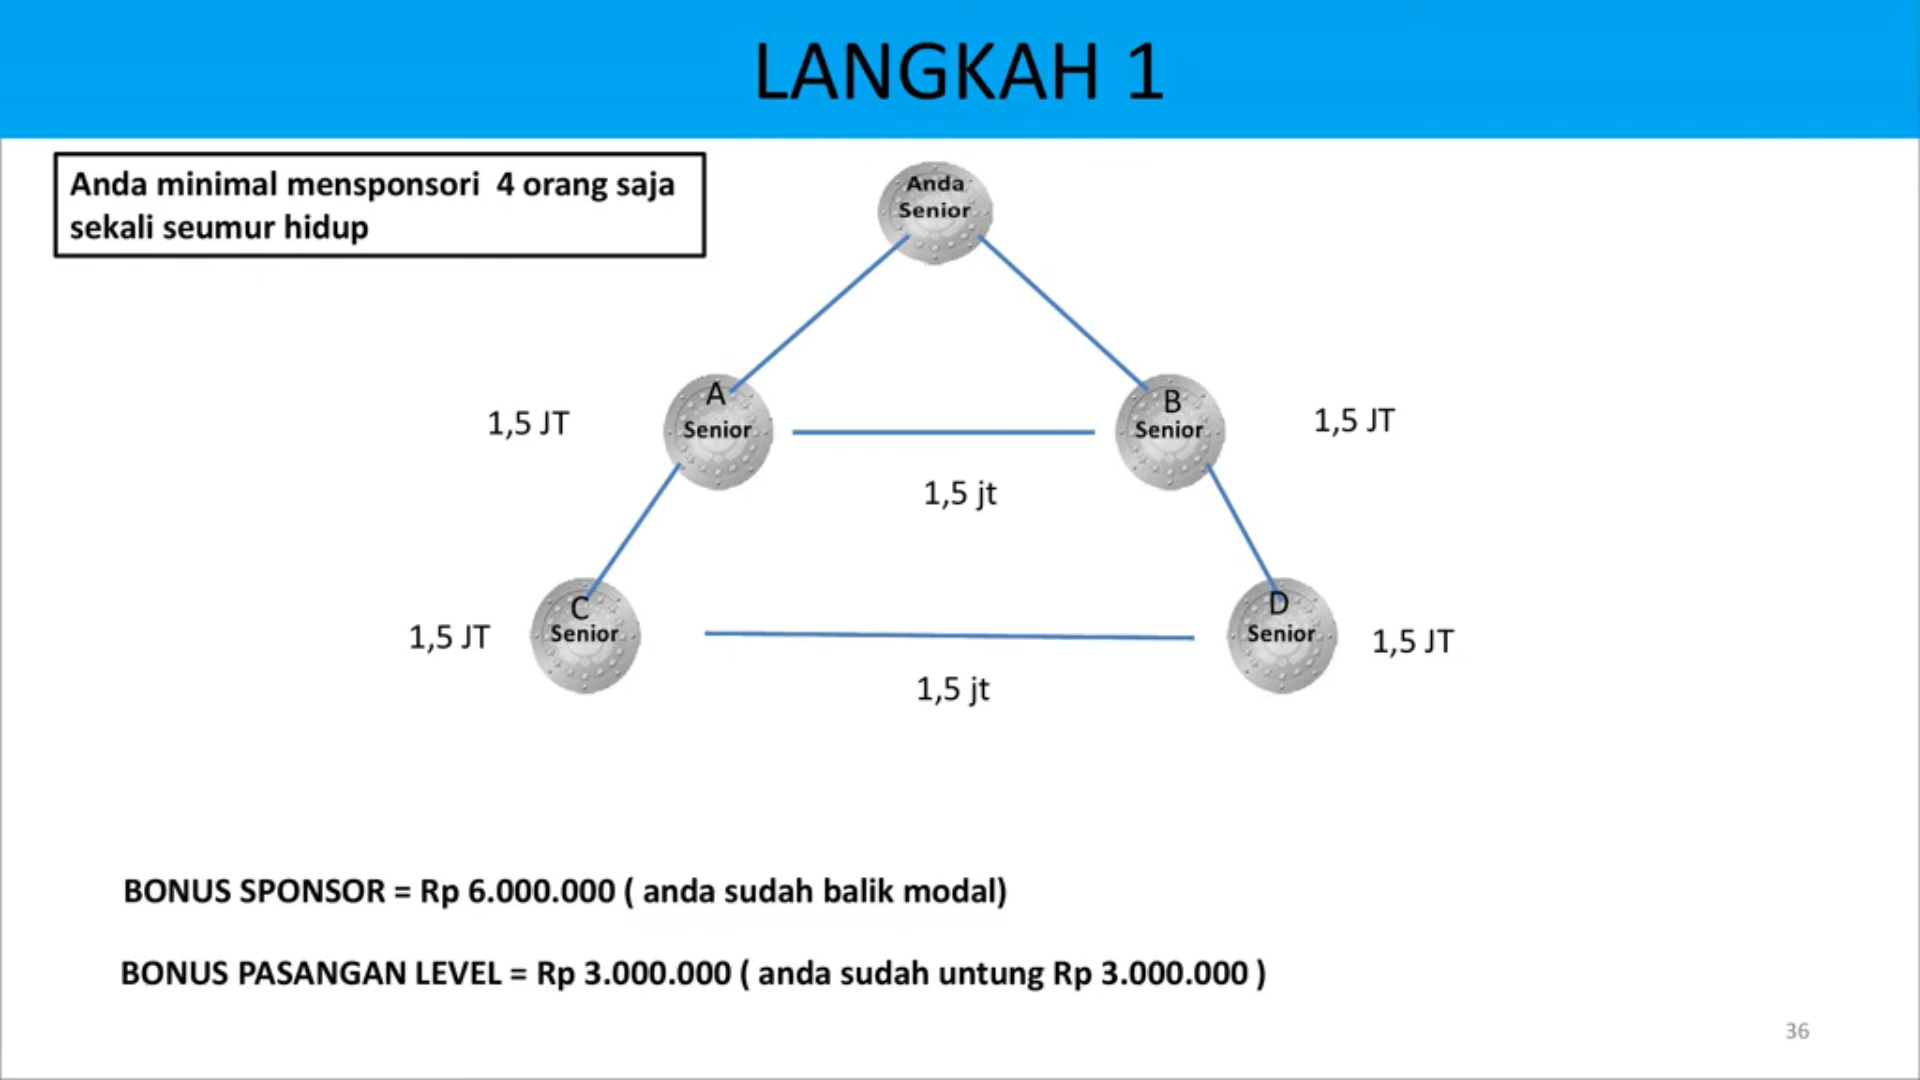 LANGKAH 1
Anda minimal mensponsori 4 orang saja
sekali seumur hidup
Anda
Senior
A
Senior
B
Senior
1,5 JT
1,5 JT
1,5 jt
C
Senior
D
Senior
1,5 JT
1,5 JT
1,5 jt
BONUS SPONSOR = Rp 6.000.000 ( anda sudah balik modal)
BONUS PASANGAN LEVEL = Rp 3.000.000 ( anda sudah untung Rp 3.000.000 )
36